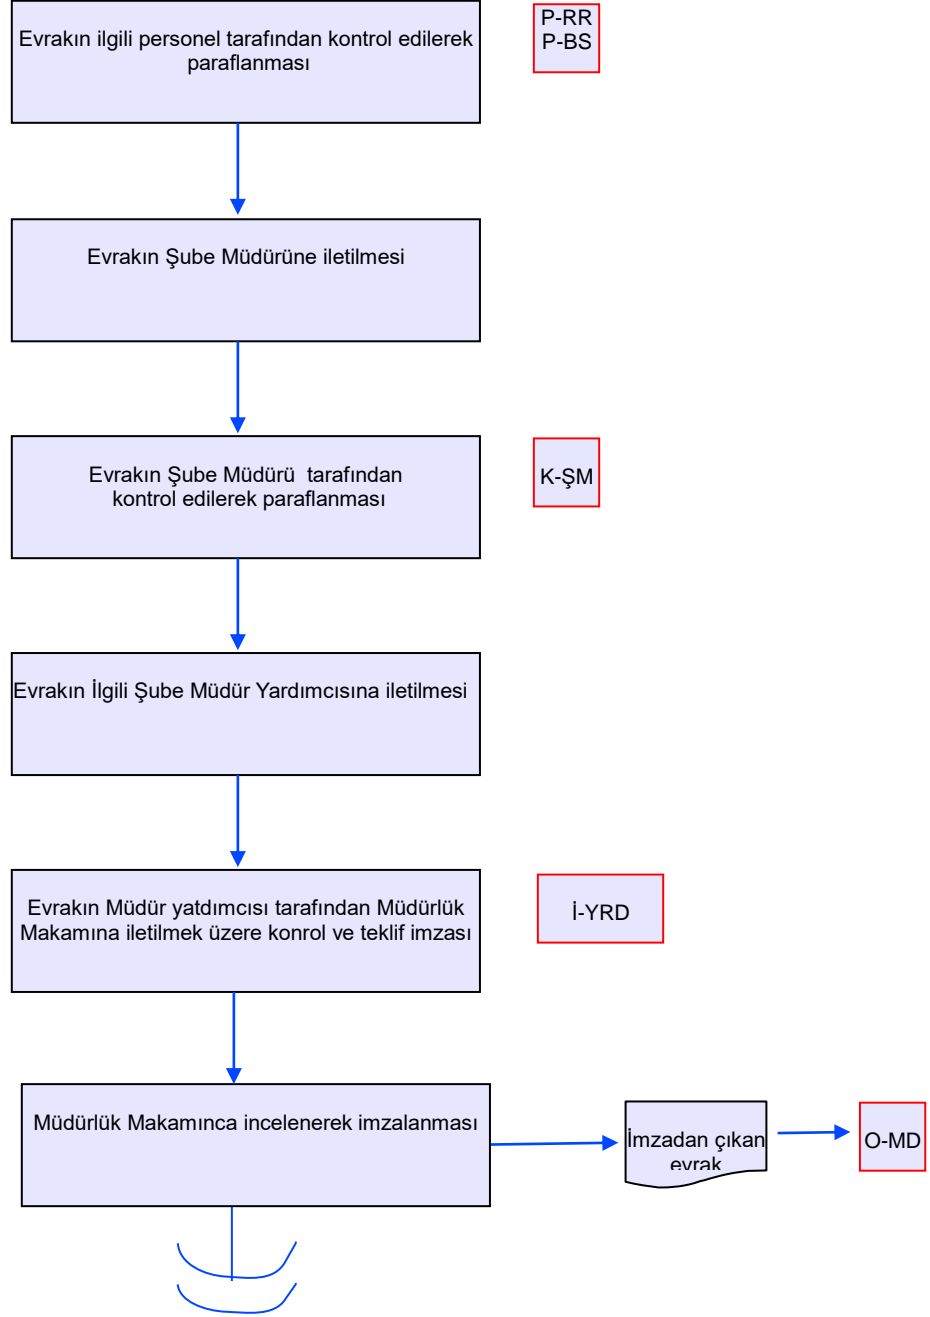 Evrakın ilgili personel tarafından kontrol edilerek
paraflanması
P-RR
P-BS
Evrakın Şube Müdürüne iletilmesi
Evrakın Şube Müdürü  tarafından
kontrol edilerek paraflanması
K-ŞM
Evrakın İlgili Şube Müdür Yardımcısına iletilmesi
Evrakın Müdür yatdımcısı tarafından Müdürlük
Makamına iletilmek üzere konrol ve teklif imzası
İ-YRD
Müdürlük Makamınca incelenerek imzalanması
İmzadan çıkan
evrak
O-MD